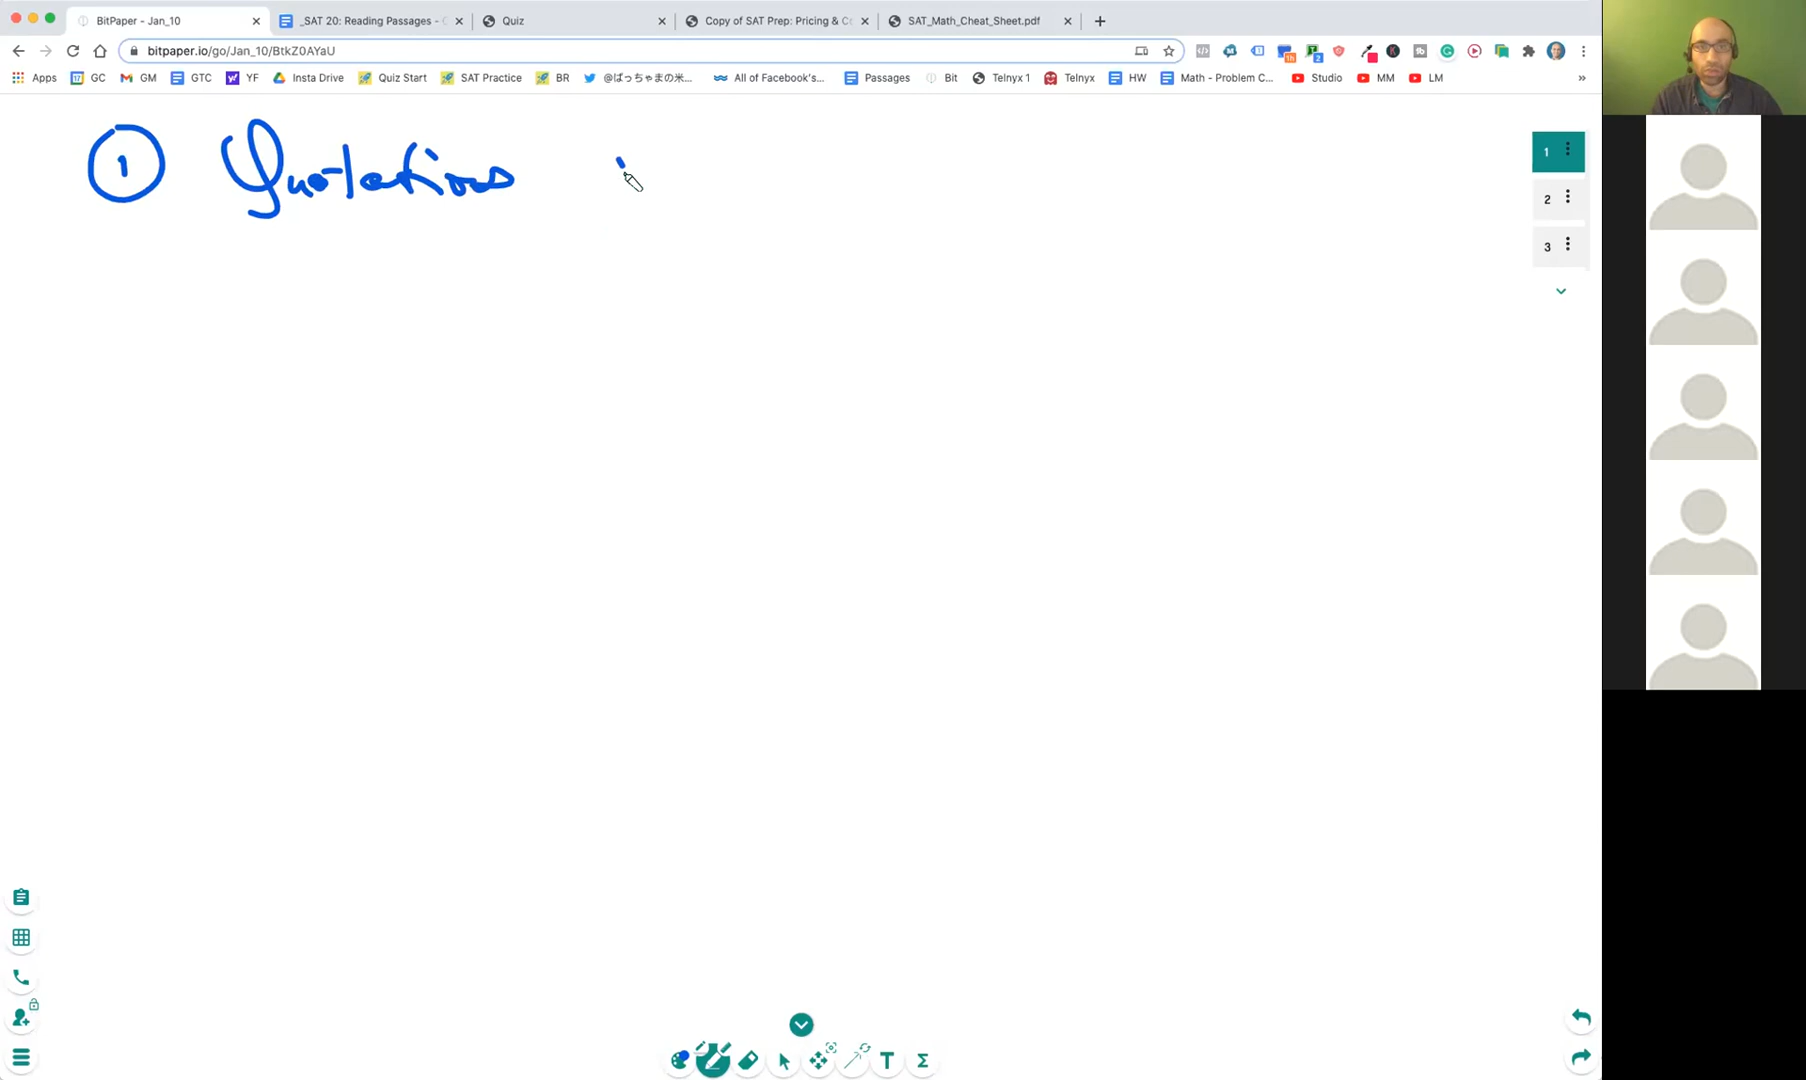 BitPaper - Jan_10
_SAT 20: Reading Passages -
Quiz
Copy of SAT Prep: Pricing & C
SAT_Math_Cheat_Sheet.pdf
bitpaper.io/go/Jan_10/BtkZ0AYaU
Apps
GC
GM
GTC
YF
Insta Drive
Quiz Start
SAT Practice
BR
@ばっちゃまの米...
All of Facebook's...
Passages
Bit
Telnyx 1
Telnyx
HW
Math - Problem C...
Studio
MM
LM
»
1 Quotations
1
2
3
T
Σ